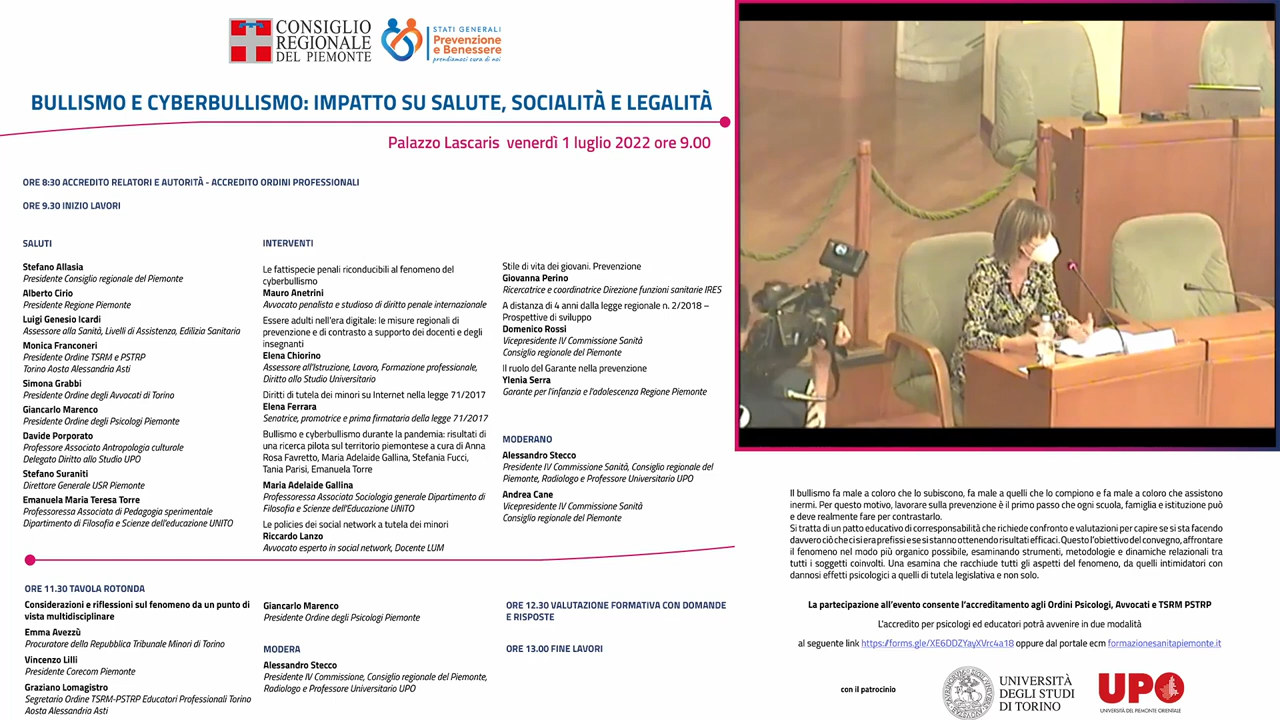 CONSIGLIO
REGIONALE
DEL PIEMONTE
STATI GENERALI
Prevenzione
e Benessere
prendiamoci cura di noi
BULLISMO E CYBERBULLISMO: IMPATTO SU SALUTE, SOCIALITÀ E LEGALITÀ
Palazzo Lascaris venerdì 1 luglio 2022 ore 9.00
ORE 8:30 ACCREDITO RELATORI E AUTORITÀ - ACCREDITO ORDINI PROFESSIONALI
ORE 9.30 INIZIO LAVORI
SALUTI
Stefano Allasia
Presidente Consiglio regionale del Piemonte
Alberto Cirio
Presidente Regione Piemonte
Luigi Genesio Icardi
Assessore alla Sanità, Livelli di Assistenza, Edilizia Sanitaria
Monica Franconeri
Presidente Ordine TSRM e PSTRP
Torino Aosta Alessandria Asti
Simona Grabbi
Presidente Ordine degli Avvocati di Torino
Giancarlo Marenco
Presidente Ordine degli Psicologi Piemonte
Davide Porporato
Professore Associato Antropologia culturale
Delegato Diritto allo Studio UPO
Stefano Suraniti
Direttore Generale USR Piemonte
Emanuela Maria Teresa Torre
Professoressa Associata di Pedagogia sperimentale
Dipartimento di Filosofia e Scienze dell'educazione UNITO
INTERVENTI
Le fattispecie penali riconducibili al fenomeno del
cyberbullismo
Mauro Anetrini
Avvocato penalista e studioso di diritto penale internazionale
Essere adulti nell'era digitale: le misure regionali di
prevenzione e di contrasto a supporto dei docenti e degli
insegnanti
Elena Chiorino
Assessore all'Istruzione, Lavoro, Formazione professionale,
Diritto allo Studio Universitario
Diritti di tutela dei minori su Internet nella legge 71/2017
Elena Ferrara
Senatrice, promotrice e prima firmataria della legge 71/2017
Bullismo e cyberbullismo durante la pandemia: risultati di
una ricerca pilota sul territorio piemontese a cura di Anna
Rosa Favretto, Maria Adelaide Gallina, Stefania Fucci,
Tania Parisi, Emanuela Torre
Maria Adelaide Gallina
Professoressa Associata Sociologia generale Dipartimento di
Filosofia e Scienze dell'Educazione UNITO
Le policies dei social network a tutela dei minori
Riccardo Lanzo
Avvocato esperto in social network, Docente LUM
Stile di vita dei giovani. Prevenzione
Giovanna Perino
Ricercatrice e coordinatrice Direzione funzioni sanitarie IRES
A distanza di 4 anni dalla legge regionale n. 2/2018 –
Prospettive di sviluppo
Domenico Rossi
Vicepresidente IV Commissione Sanità
Consiglio regionale del Piemonte
Il ruolo del Garante nella prevenzione
Ylenia Serra
Garante per l'infanzia e l'adolescenza Regione Piemonte
MODERANO
Alessandro Stecco
Presidente IV Commissione Sanità, Consiglio regionale del
Piemonte, Radiologo e Professore Universitario UPO
Andrea Cane
Vicepresidente IV Commissione Sanità
Consiglio regionale del Piemonte
ORE 11.30 TAVOLA ROTONDA
Considerazioni e riflessioni sul fenomeno da un punto di
vista multidisciplinare
Emma Avezzù
Procuratore della Repubblica Tribunale Minori di Torino
Vincenzo Lilli
Presidente Corecom Piemonte
Graziano Lomagistro
Segretario Ordine TSRM-PSTRP Educatori Professionali Torino
Aosta Alessandria Asti
Giancarlo Marenco
Presidente Ordine degli Psicologi Piemonte
MODERA
Alessandro Stecco
Presidente IV Commissione, Consiglio regionale del Piemonte,
Radiologo e Professore Universitario UPO
ORE 12.30 VALUTAZIONE FORMATIVA CON DOMANDE
E RISPOSTE
ORE 13.00 FINE LAVORI
Il bullismo fa male a coloro che lo subiscono, fa male a quelli che lo compiono e fa male a coloro che assistono
inermi. Per questo motivo, lavorare sulla prevenzione è il primo passo che ogni scuola, famiglia e istituzione può
e deve realmente fare per contrastarlo.
Si tratta di un patto educativo di corresponsabilità che richiede confronto e valutazioni per capire se si sta facendo
davvero ciò che ci si era prefissi e se si stanno ottenendo risultati efficaci. Questo l'obiettivo del convegno, affrontare
il fenomeno nel modo più organico possibile, esaminando strumenti, metodologie e dinamiche relazionali tra
tutti i soggetti coinvolti. Una esamina che racchiude tutti gli aspetti del fenomeno, da quelli intimidatori con
dannosi effetti psicologici a quelli di tutela legislativa e non solo.
La partecipazione all'evento consente l'accreditamento agli Ordini Psicologi, Avvocati e TSRM PSTRP
L'accredito per psicologi ed educatori potrà avvenire in due modalità
al seguente link https://forms.gle/XE6DDZYayXVrc4a18 oppure dal portale ecm formazionesanitapiemonte.it
con il patrocinio
UNIVERSITÀ
DEGLI STUDI
DI TORINO
UPO
UNIVERSITÀ DEL PIEMONTE ORIENTALE